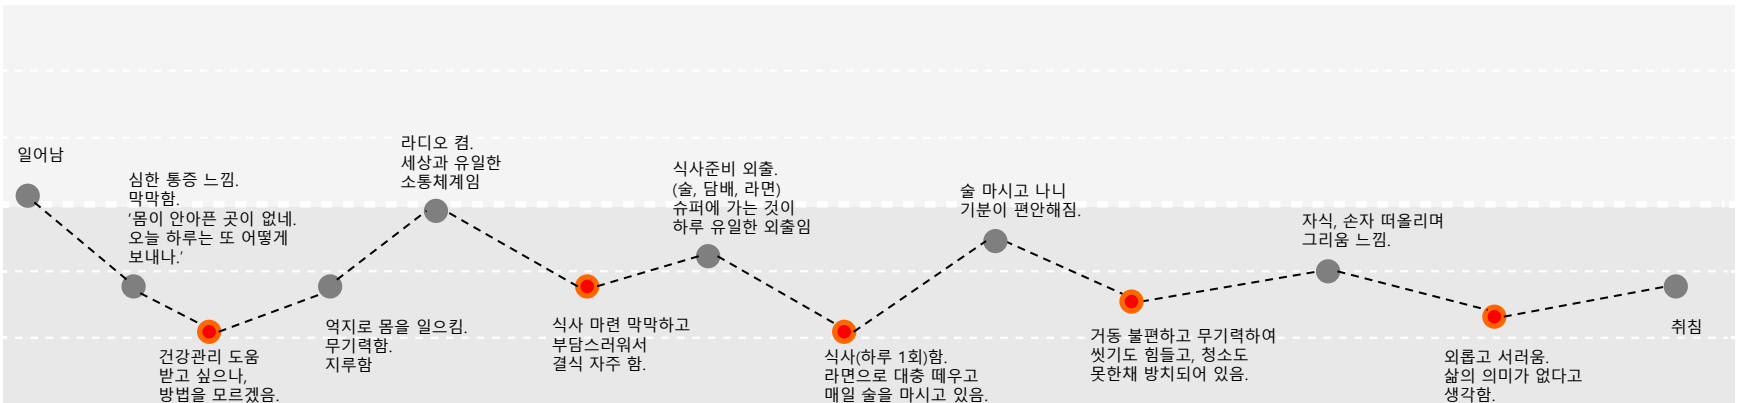 일어남
심한 통증 느낌.
막막함.
‘몸이 안아픈 곳이 없네.
오늘 하루는 또 어떻게
보내나.’
건강관리 도움
받고 싶으나,
방법을 모르겠음.
억지로 몸을 일으킴.
무기력함.
지루함
라디오 켬.
세상과 유일한
소통체계임
식사 마련 막막하고
부담스러워서
결식 자주 함.
식사준비 외출.
(술, 담배, 라면)
슈퍼에 가는 것이
하루 유일한 외출임
식사(하루 1회)함.
라면으로 대충 떼우고
매일 술을 마시고 있음.
술 마시고 나니
기분이 편안해짐.
거동 불편하고 무기력하여
씻기도 힘들고, 청소도
못한채 방치되어 있음.
자식, 손자 떠올리며
그리움 느낌.
외롭고 서러움.
삶의 의미가 없다고
생각함.
취침